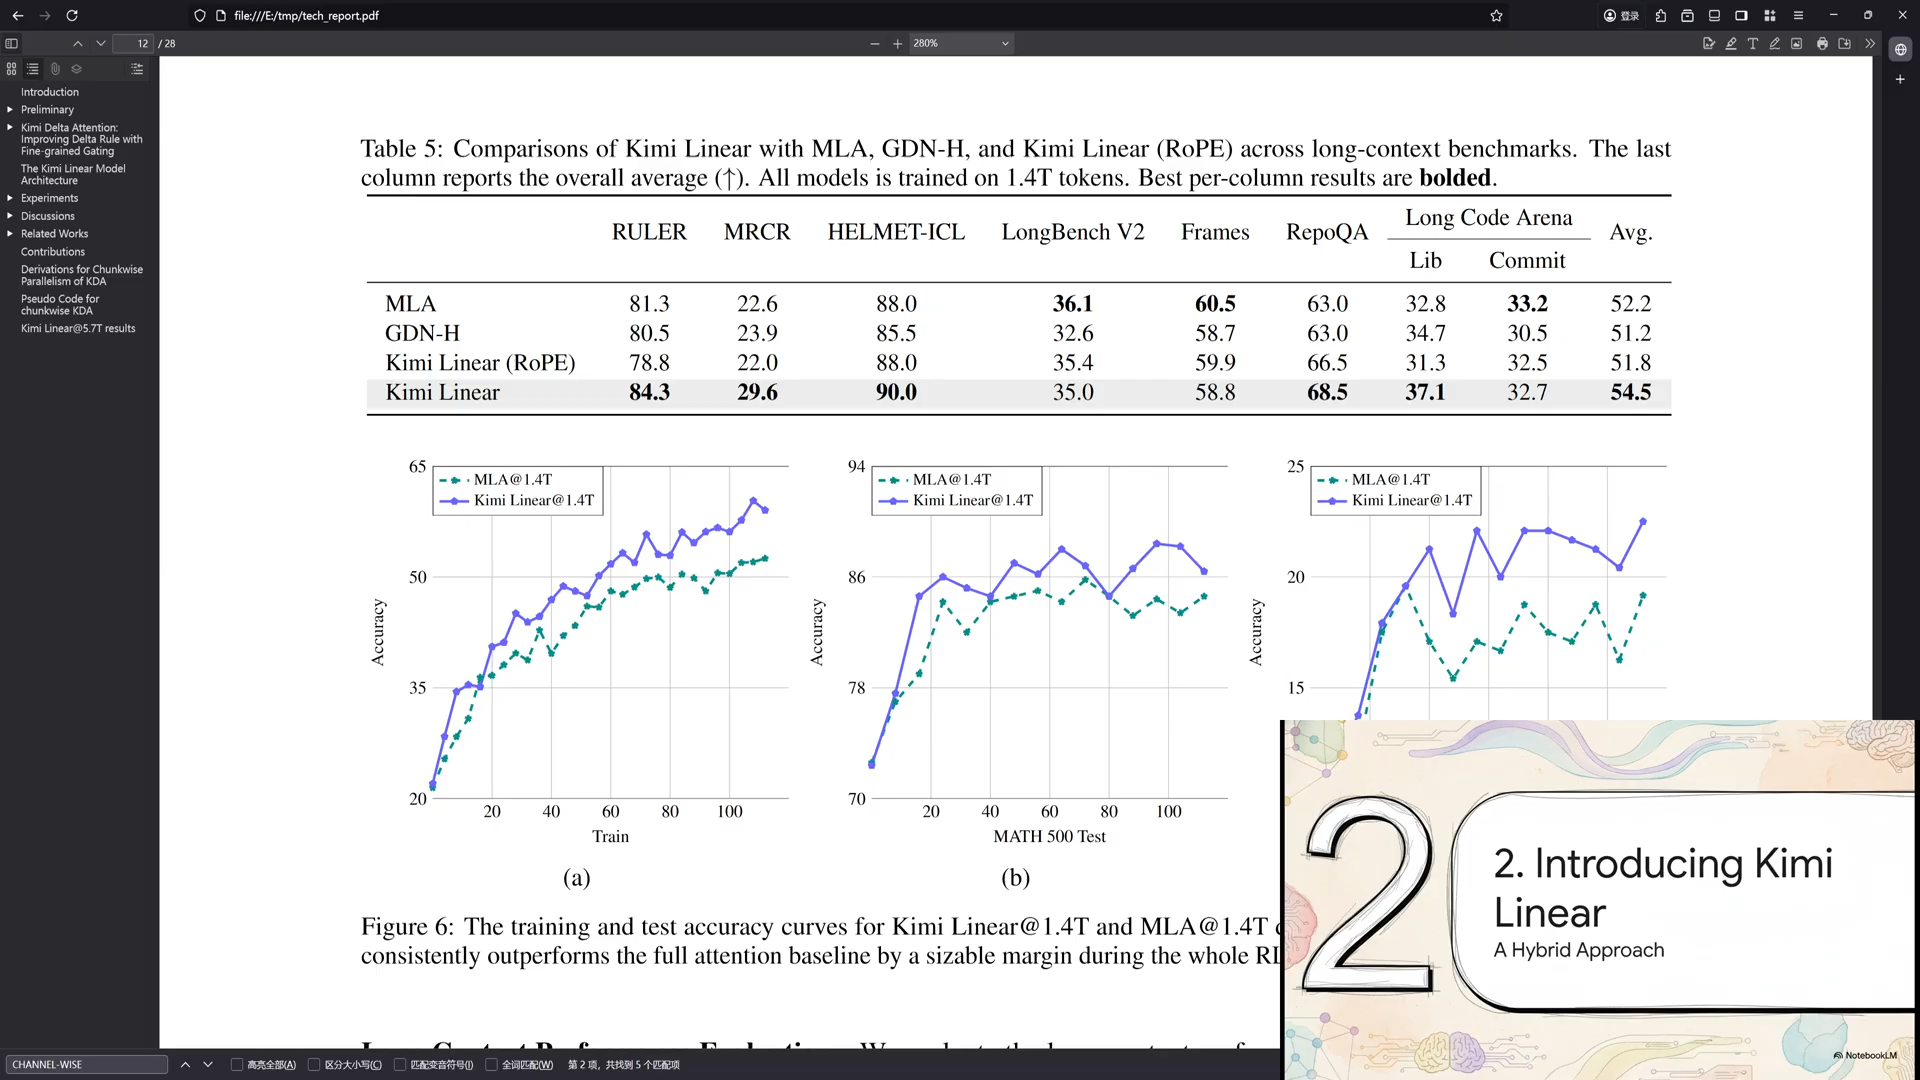 file:///E:/tmp/tech_report.pdf
登录
12 / 28
280%
Introduction
Preliminary
Kimi Delta Attention:
Improving Delta Rule with
Fine-grained Gating
The Kimi Linear Model
Architecture
Experiments
Discussions
Related Works
Contributions
Derivations for Chunkwise
Parallelism of KDA
Pseudo Code for
chunkwise KDA
Kimi Linear@5.7T results
Table 5: Comparisons of Kimi Linear with MLA, GDN-H, and Kimi Linear (RoPE) across long-context benchmarks. The last
column reports the overall average (↑). All models is trained on 1.4T tokens. Best per-column results are bolded.
RULER MRCR HELMET-ICL LongBench V2 Frames RepoQA Long Code Arena Avg.
Lib Commit
MLA 81.3 22.6 88.0 36.1 60.5 63.0 32.8 33.2 52.2
GDN-H 80.5 23.9 85.5 32.6 58.7 63.0 34.7 30.5 51.2
Kimi Linear (RoPE) 78.8 22.0 88.0 35.4 59.9 66.5 31.3 32.5 51.8
Kimi Linear 84.3 29.6 90.0 35.0 58.8 68.5 37.1 32.7 54.5
65
50
35
20
Accuracy
MLA@1.4T
Kimi Linear@1.4T
20 40 60 80 100
Train
(a)
94
86
78
70
Accuracy
MLA@1.4T
Kimi Linear@1.4T
20 40 60 80 100
MATH 500 Test
(b)
25
20
15
Accuracy
MLA@1.4T
Kimi Linear@1.4T
Figure 6: The training and test accuracy curves for Kimi Linear@1.4T and MLA@1.4T
consistently outperforms the full attention baseline by a sizable margin during the whole RL
2
2. Introducing Kimi
Linear
A Hybrid Approach
NotebookLM
CHANNEL-WISE
高亮全部(A) 区分大小写(C) 匹配变音符号(I) 全词匹配(W) 第 2 项，共找到 5 个匹配项